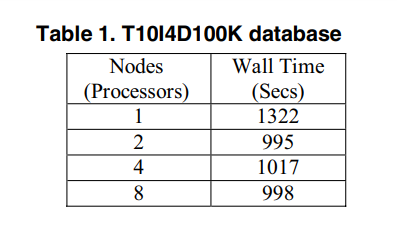 Table 1. T10I4D100K database
Nodes (Processors) Wall Time (Secs)
1 1322
2 995
4 1017
8 998